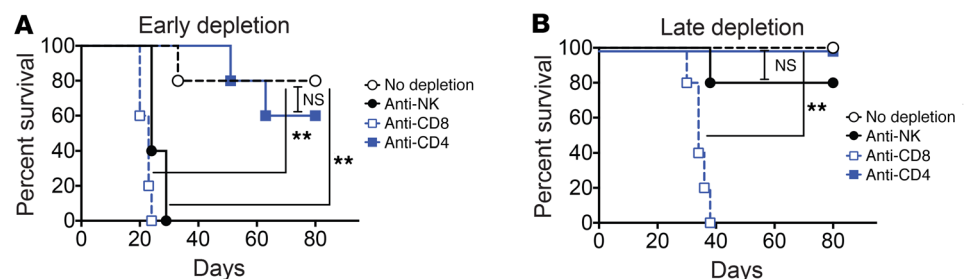 A
Early depletion
Percent survival
100
80
60
40
20
0
NS
**
**
0
20
40
60
80
Days
No depletion
Anti-NK
Anti-CD8
Anti-CD4
B
Late depletion
Percent survival
100
80
60
40
20
0
NS
**
0
20
40
60
80
Days
No depletion
Anti-NK
Anti-CD8
Anti-CD4